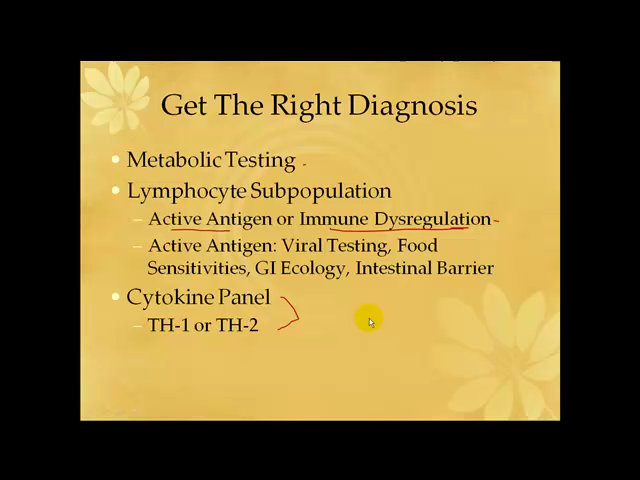 Get The Right Diagnosis
• Metabolic Testing
• Lymphocyte Subpopulation
– Active Antigen or Immune Dysregulation
– Active Antigen: Viral Testing, Food
Sensitivities, GI Ecology, Intestinal Barrier
• Cytokine Panel
– TH-1 or TH-2